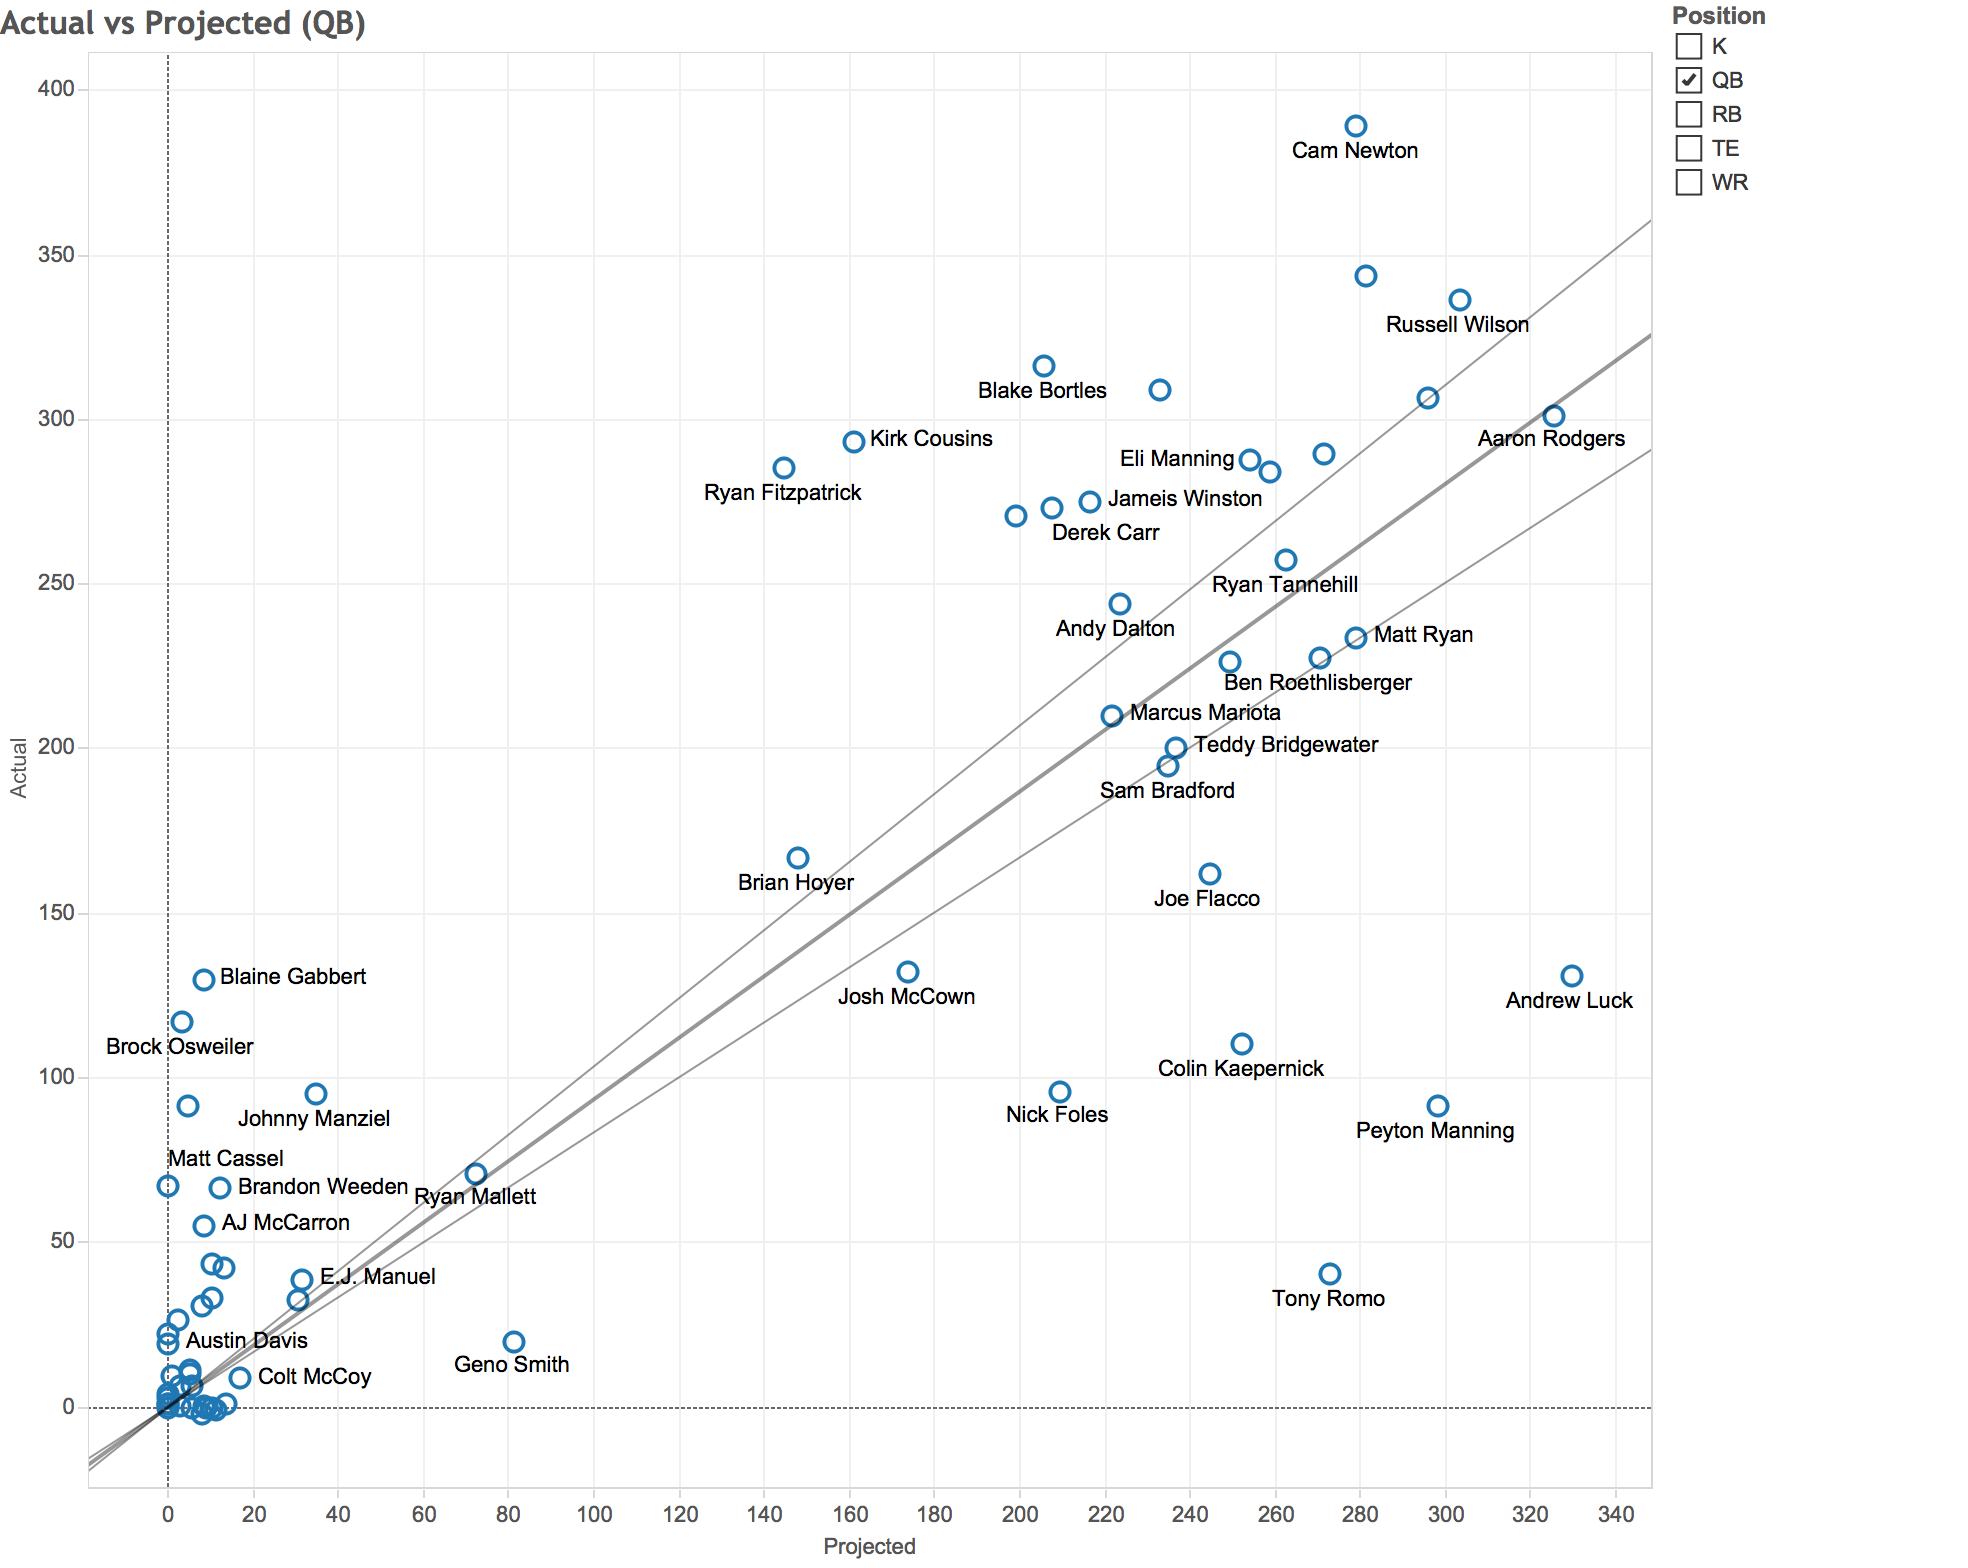 Actual vs Projected (QB)
Position
K
QB
RB
TE
WR
400
350
300
250
200
150
100
50
0
Actual
Cam Newton
Russell Wilson
Blake Bortles
Kirk Cousins
Aaron Rodgers
Eli Manning
Ryan Fitzpatrick
Jameis Winston
Derek Carr
Ryan Tannehill
Andy Dalton
Matt Ryan
Ben Roethlisberger
Marcus Mariota
Teddy Bridgewater
Sam Bradford
Brian Hoyer
Joe Flacco
Blaine Gabbert
Josh McCown
Andrew Luck
Brock Osweiler
Colin Kaepernick
Johnny Manziel
Nick Foles
Peyton Manning
Matt Cassel
Brandon Weeden
Ryan Mallett
AJ McCarron
E.J. Manuel
Tony Romo
Austin Davis
Geno Smith
Colt McCoy
0 20 40 60 80 100 120 140 160 180 200 220 240 260 280 300 320 340
Projected